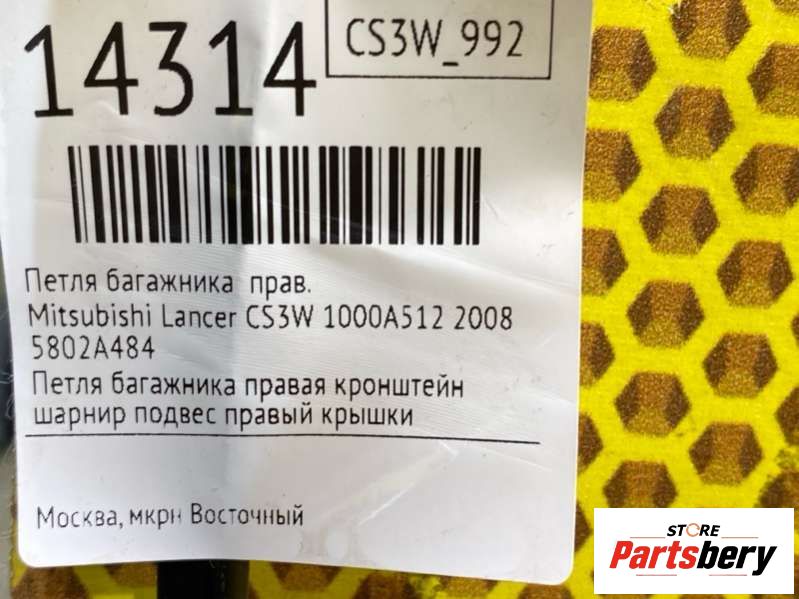 14314
CS3W_992
Петля багажника прав.
Mitsubishi Lancer CS3W 1000A512 2008
5802A484
Петля багажника правая кронштейн
шарнир подвес правый крышки
Москва, мкрн Восточный
STORE
Partsbery